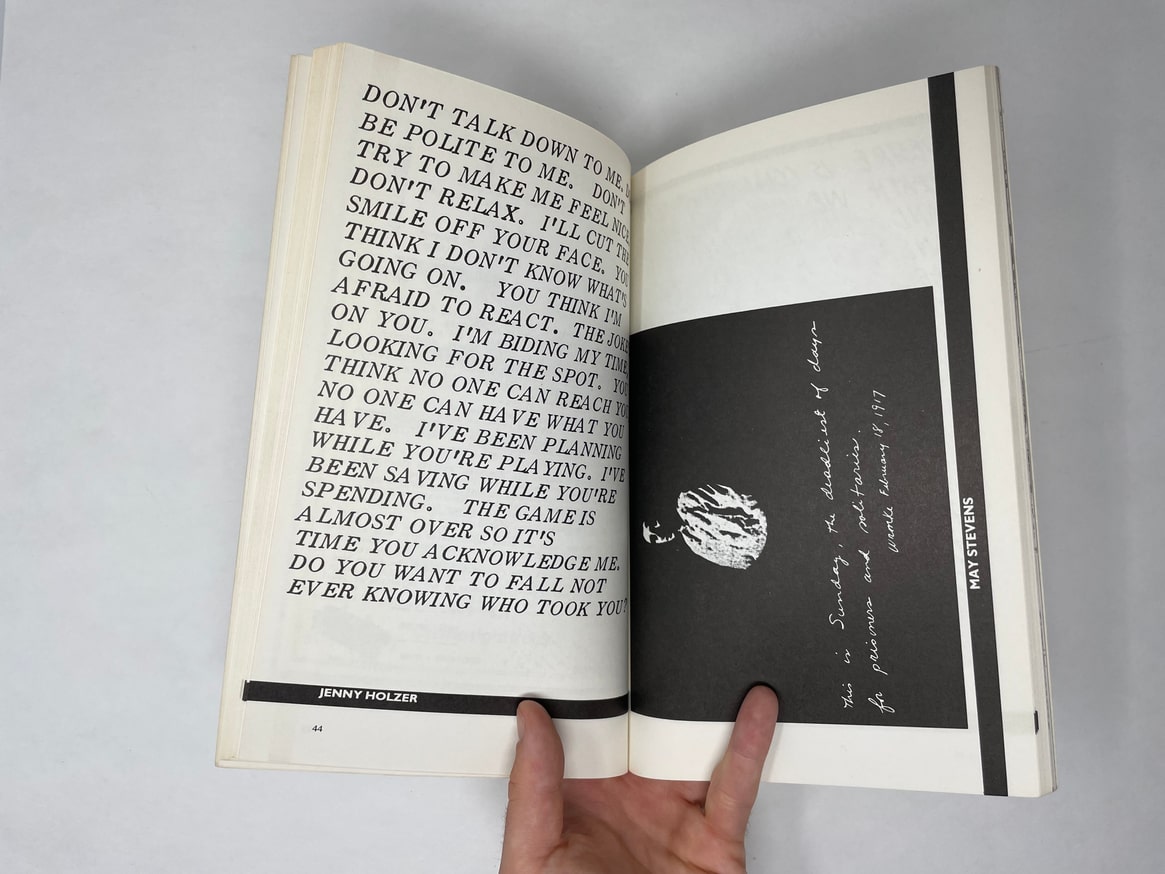 DON'T TALK DOWN TO ME.
BE POLITE TO ME. DON'T
TRY TO MAKE ME FEEL NICE
DON'T RELAX. I'LL CUT THE
SMILE OFF YOUR FACE. YOU
THINK I DON'T KNOW WHAT'S
GOING ON. YOU THINK I'M
AFRAID TO REACT. THE JOKE
ON YOU. I'M BIDING MY TIME,
LOOKING FOR THE SPOT. YOU
THINK NO ONE CAN REACH YOU
NO ONE CAN HAVE WHAT YOU
HAVE. I'VE BEEN PLANNING
WHILE YOU'RE PLAYING. I'VE
BEEN SAVING WHILE YOU'RE
SPENDING. THE GAME IS
ALMOST OVER SO IT'S
TIME YOU ACKNOWLEDGE ME.
DO YOU WANT TO FALL NOT
EVER KNOWING WHO TOOK YOU?
JENNY HOLZER
44
This is Sunday, the deadliest of days
for prisoners and solitaries.
Wronke February 18, 1917
MAY STEVENS